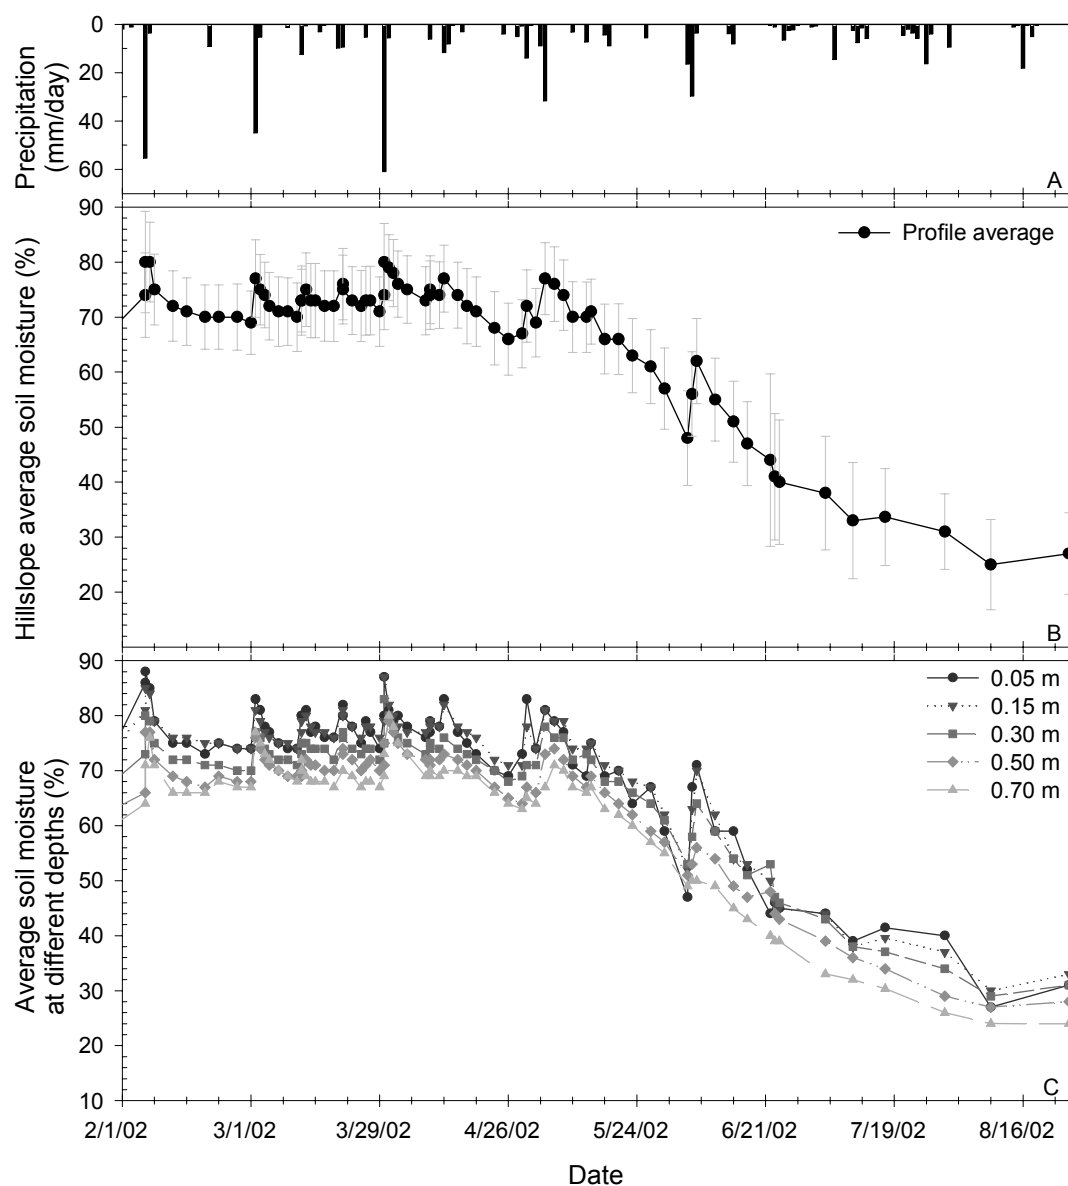 Precipitation
(mm/day)
0
20
40
60
A
Hillslope average soil moisture (%)
90
80
70
60
50
40
30
20
Profile average
B
Average soil moisture
at different depths (%)
90
80
70
60
50
40
30
20
10
0.05 m
0.15 m
0.30 m
0.50 m
0.70 m
C
2/1/02 3/1/02 3/29/02 4/26/02 5/24/02 6/21/02 7/19/02 8/16/02
Date